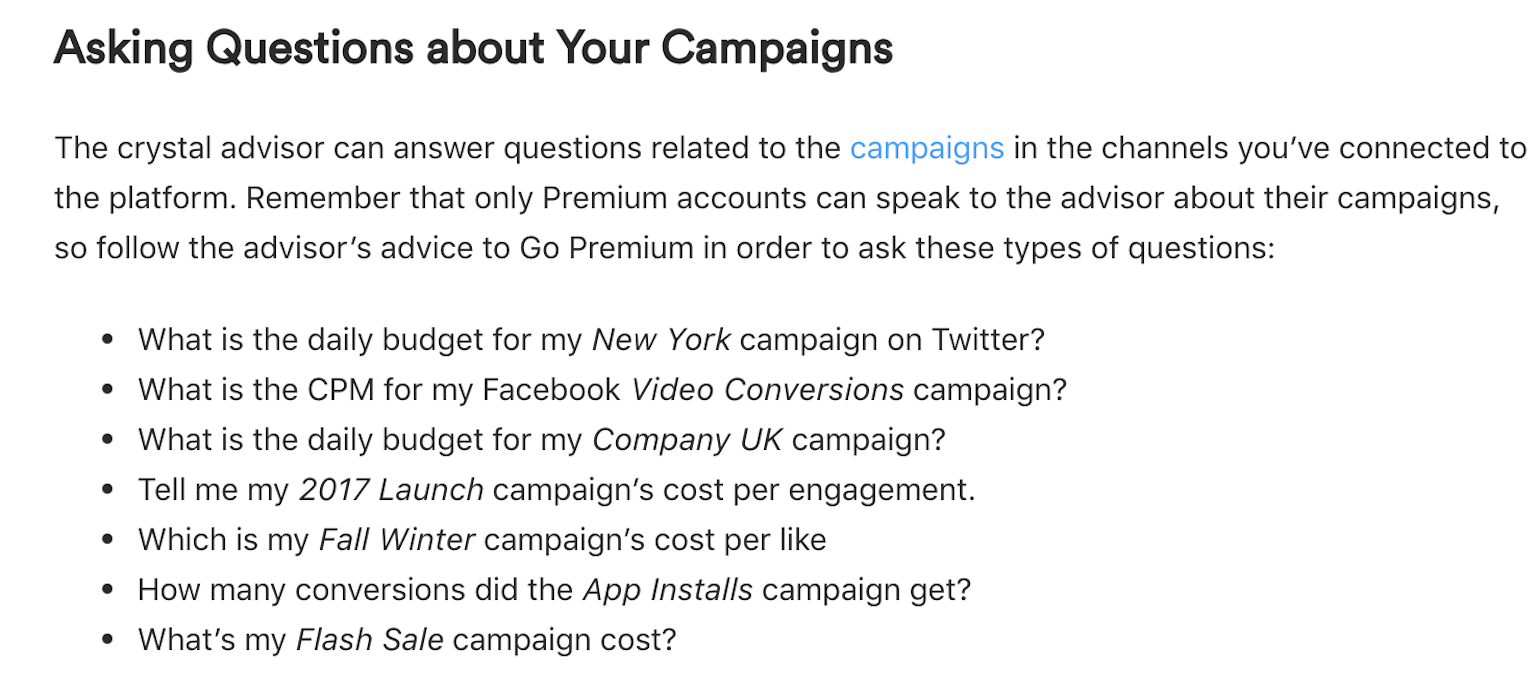 Asking Questions about Your Campaigns
The crystal advisor can answer questions related to the campaigns in the channels you’ve connected to
the platform. Remember that only Premium accounts can speak to the advisor about their campaigns,
so follow the advisor’s advice to Go Premium in order to ask these types of questions:
• What is the daily budget for my New York campaign on Twitter?
• What is the CPM for my Facebook Video Conversions campaign?
• What is the daily budget for my Company UK campaign?
• Tell me my 2017 Launch campaign’s cost per engagement.
• Which is my Fall Winter campaign’s cost per like
• How many conversions did the App Installs campaign get?
• What’s my Flash Sale campaign cost?